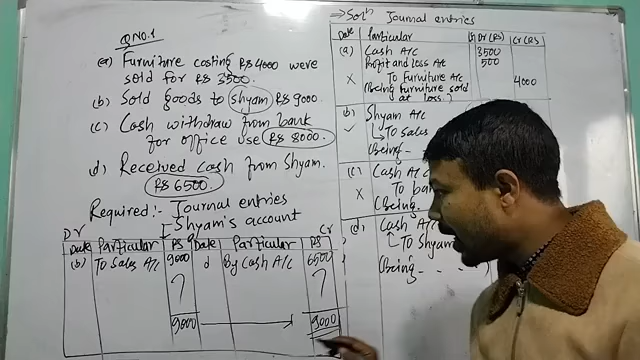 Q.NO.1
(a) Furniture costing Rs 4000 were
sold for Rs 3500.
(b) Sold goods to Shyam Rs 9000.
(c) Cash withdraw from bank
for office use Rs 8000.
d) Received Cash from Shyam.
Rs 6500.
Required:- Journal entries
Shyam's account
Dr Cr
Date Particular Rs Date Particular Rs
(b) To Sales A/C 9000 d By Cash A/C 6500
9000 9000
Soln Journal entries
Date Particular Dr (Rs) Cr (Rs)
(a) Cash A/C 3500
Profit and Loss A/C 500
X To Furniture A/C 4000
(Being furniture sold
at loss.)
b) Shyam A/C
✓ To Sales
(Being-
(c) Cash A/C
X To
(Being
(d) Cash A/C
To Shyam
(Being - - -